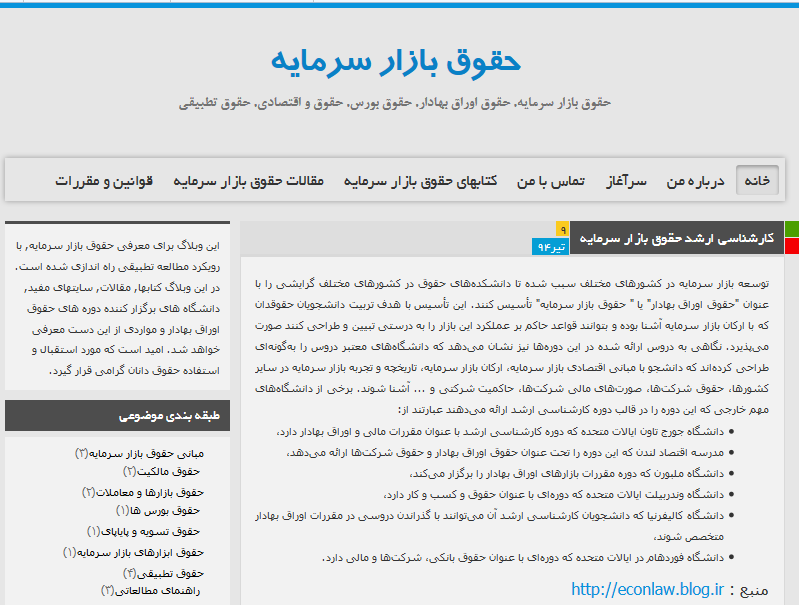 حقوق بازار سرمایه
حقوق بازار سرمایه, حقوق اوراق بهادار, حقوق بورس, حقوق و اقتصادی, حقوق تطبیقی
خانه درباره من سرآغاز تماس با من کتابهای حقوق بازار سرمایه مقالات حقوق بازار سرمایه قوانین و مقررات
کارشناسی ارشد حقوق بازار سرمایه
۹
تیر۹۴
توسعه بازار سرمایه در کشورهای مختلف سبب شده تا دانشکده‌های حقوق در کشورهای مختلف گرایشی را با
عنوان "حقوق اوراق بهادار" یا " حقوق بازار سرمایه" تأسیس کنند. این تأسیس با هدف تربیت دانشجویان حقوقدان
که با ارکان بازار سرمایه آشنا بوده و بتوانند قواعد حاکم بر عملکرد این بازار را به درستی تبیین و طراحی کنند صورت
می‌پذیرد. نگاهی به دروس ارائه شده در این دوره‌ها نیز نشان می‌دهد که دانشگاه‌های معتبر دروس را به‌گونه‌ای
طراحی کرده‌اند که دانشجو با مبانی اقتصادی بازار سرمایه، ارکان بازار سرمایه، تاریخچه و تجربه بازار سرمایه در سایر
کشورها، حقوق شرکت‌ها، صورت‌های مالی شرکت‌ها، حاکمیت شرکتی و ... آشنا شوند. برخی از دانشگاه‌های
مهم خارجی که این دوره را در قالب دوره کارشناسی ارشد ارائه می‌دهند عبارتند از:
• دانشگاه جورج تاون ایالات متحده که دوره کارشناسی ارشد با عنوان مقررات مالی و اوراق بهادار دارد،
• مدرسه اقتصاد لندن که این دوره را تحت عنوان حقوق اوراق بهادار و حقوق شرکت‌ها ارائه می‌دهد،
• دانشگاه ملبورن که دوره مقررات بازارهای اوراق بهادار را برگزار می‌کند،
• دانشگاه وندربیلت ایالات متحده که دوره‌ای با عنوان حقوق و کسب و کار دارد،
• دانشگاه کالیفرنیا که دانشجویان کارشناسی ارشد آن می‌توانند با گذراندن دروسی در مقررات اوراق بهادار
متخصص شوند،
• دانشگاه فوردهام در ایالات متحده که دوره‌ای با عنوان حقوق بانکی، شرکت‌ها و مالی دارد.
منبع : http://econlaw.blog.ir
این وبلاگ برای معرفی حقوق بازار سرمایه, با
رویکرد مطالعه تطبیقی راه اندازی شده است.
در این وبلاگ کتابها, مقالات, سایتهای مفید,
دانشگاه های برگزار کننده دوره های حقوق
اوراق بهادار و مواردی از این دست معرفی
خواهد شد. امید است که مورد استقبال و
استفاده حقوق دانان گرامی قرار گیرد.
طبقه بندی موضوعی
مبانی حقوق بازار سرمایه(۲)
حقوق مالکیت(۲)
حقوق بازارها و معاملات(۲)
حقوق بورس ها(۱)
حقوق تسویه و پایاپای(۱)
حقوق ابزارهای بازار سرمایه(۱)
حقوق تطبیقی(۴)
راهنمای مطالعاتی(۳)